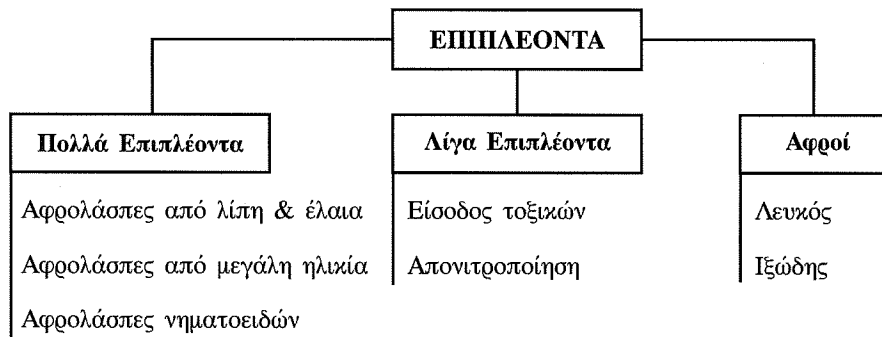 ΕΠΙΠΛΕΟΝΤΑ
Πολλά Επιπλέοντα
Αφρολάσπες από λίπη & έλαια
Αφρολάσπες από μεγάλη ηλικία
Αφρολάσπες νηματοειδών
Λίγα Επιπλέοντα
Είσοδος τοξικών
Απονιτροποίηση
Αφροί
Λευκός
Ιξώδης